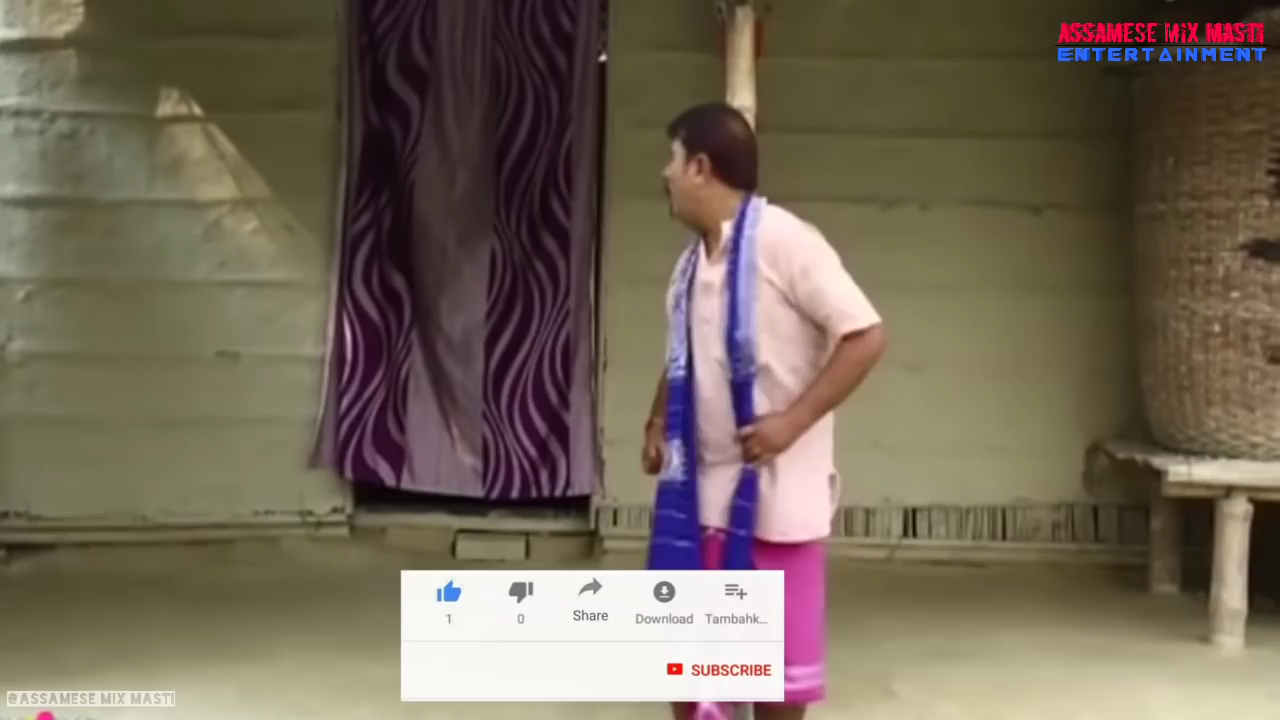 ASSAMESE MIX MASTI
ENTERTAINMENT
1
0
Share
Download
Tambahk...
SUBSCRIBE
@ASSAMESE MIX MASTI